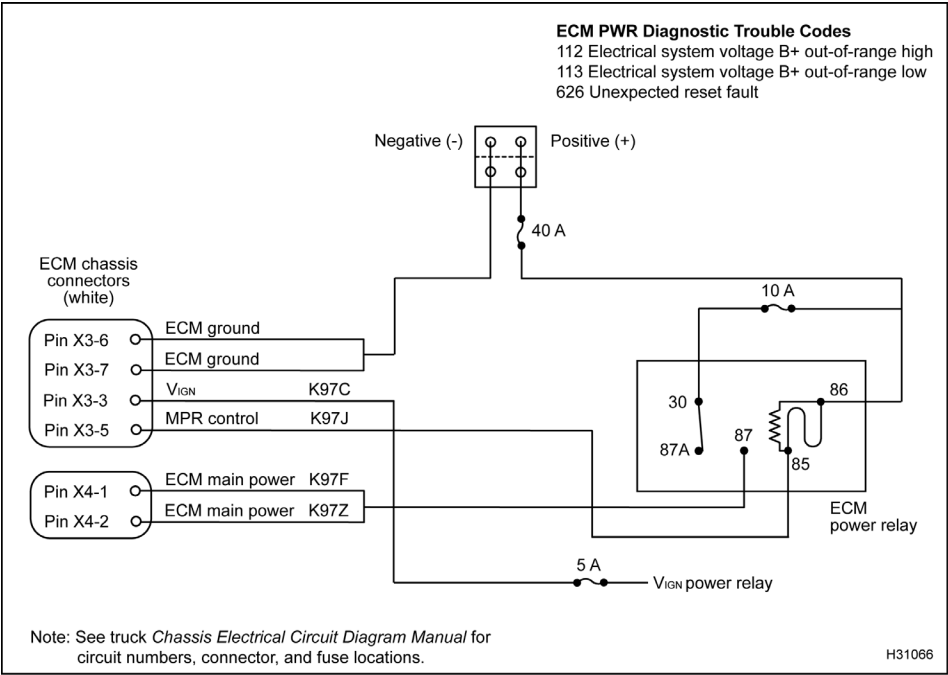 ECM PWR Diagnostic Trouble Codes
112 Electrical system voltage B+ out-of-range high
113 Electrical system voltage B+ out-of-range low
626 Unexpected reset fault
Negative (-)
Positive (+)
40 A
ECM chassis
connectors
(white)
10 A
Pin X3-6
ECM ground
Pin X3-7
ECM ground
Pin X3-3
VIGN
K97C
Pin X3-5
MPR control
K97J
30
86
87A
87
85
Pin X4-1
ECM main power
K97F
Pin X4-2
ECM main power
K97Z
ECM
power relay
5 A
VIGN power relay
Note: See truck Chassis Electrical Circuit Diagram Manual for
circuit numbers, connector, and fuse locations.
H31066